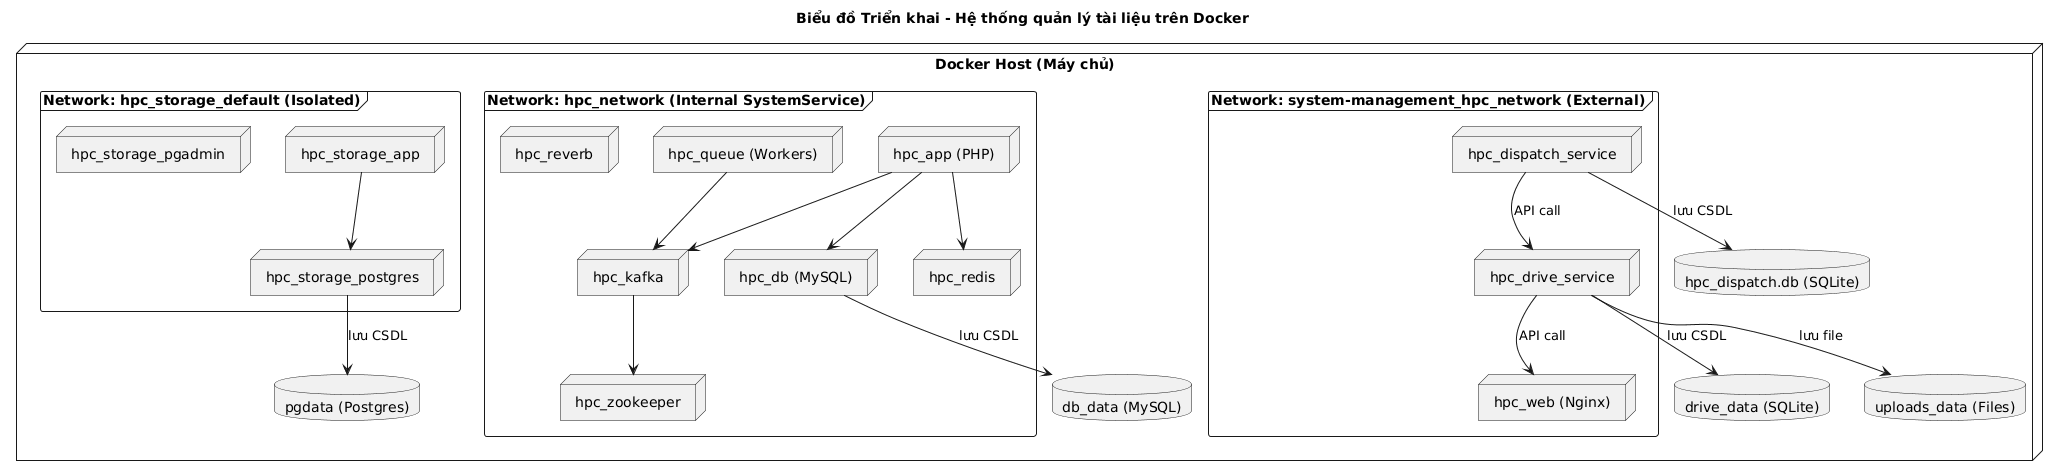 Biểu đồ Triển khai - Hệ thống quản lý tài liệu trên Docker
Docker Host (Máy chủ)
Network: hpc_storage_default (Isolated)
hpc_storage_pgadmin
hpc_storage_app
hpc_storage_postgres
lưu CSDL
pgdata (Postgres)
Network: hpc_network (Internal SystemService)
hpc_reverb
hpc_queue (Workers)
hpc_app (PHP)
hpc_kafka
hpc_db (MySQL)
hpc_redis
lưu CSDL
hpc_zookeeper
db_data (MySQL)
Network: system-management_hpc_network (External)
hpc_dispatch_service
API call
lưu CSDL
hpc_drive_service
hpc_dispatch.db (SQLite)
API call
lưu CSDL
lưu file
hpc_web (Nginx)
drive_data (SQLite)
uploads_data (Files)